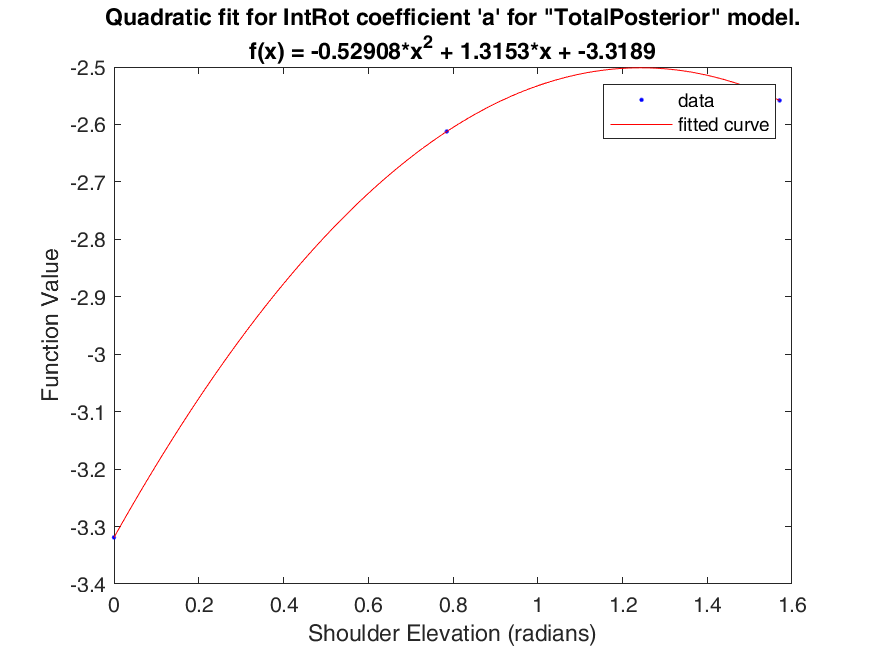 Quadratic fit for IntRot coefficient 'a' for "TotalPosterior" model.
f(x) = -0.52908*x^2 + 1.3153*x + -3.3189
-2.5
-2.6
-2.7
-2.8
-2.9
-3
-3.1
-3.2
-3.3
-3.4
Function Value
data
fitted curve
0 0.2 0.4 0.6 0.8 1 1.2 1.4 1.6
Shoulder Elevation (radians)